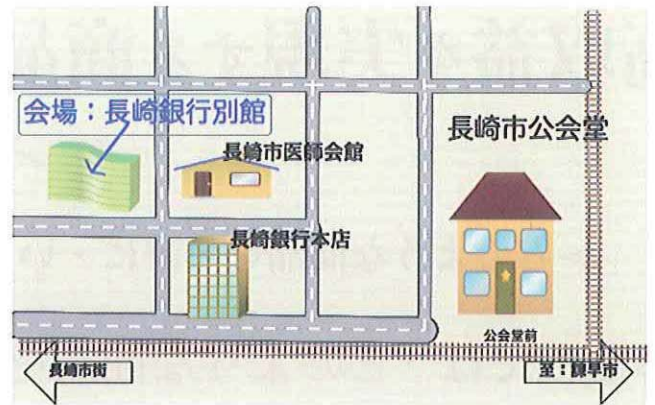 会場：長崎銀行別館
長崎市公会堂
長崎市医師会館
長崎銀行本店
公会堂前
長崎市街
至：諫早市